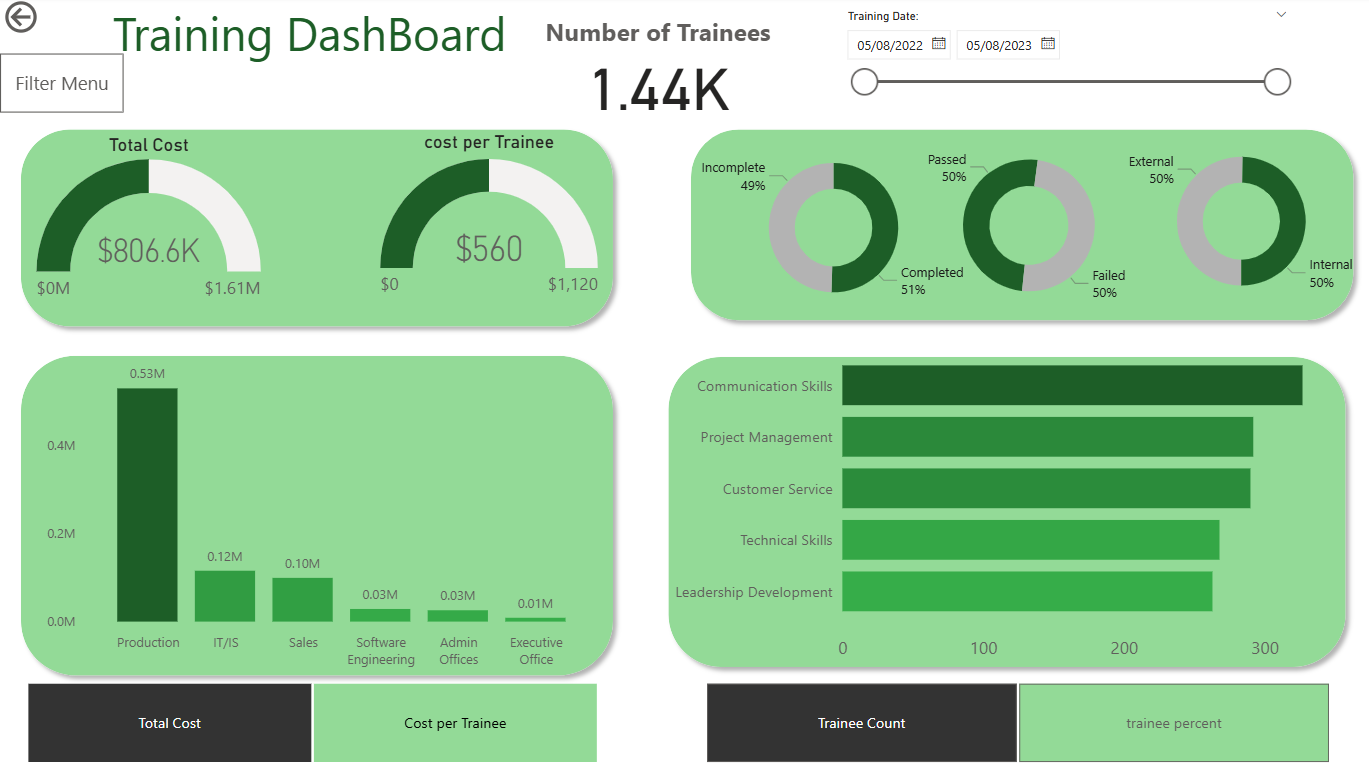 Training DashBoard
Filter Menu
Number of Trainees
1.44K
Training Date:
05/08/2022
05/08/2023
Total Cost
$806.6K
$0M
$1.61M
cost per Trainee
$560
$0
$1,120
Incomplete
49%
Completed
51%
Passed
50%
Failed
50%
External
50%
Internal
50%
0.53M
0.4M
0.2M
0.0M
0.12M
0.10M
0.03M
0.03M
0.01M
Production
IT/IS
Sales
Software
Engineering
Admin
Offices
Executive
Office
Communication Skills
Project Management
Customer Service
Technical Skills
Leadership Development
0
100
200
300
Total Cost
Cost per Trainee
Trainee Count
trainee percent